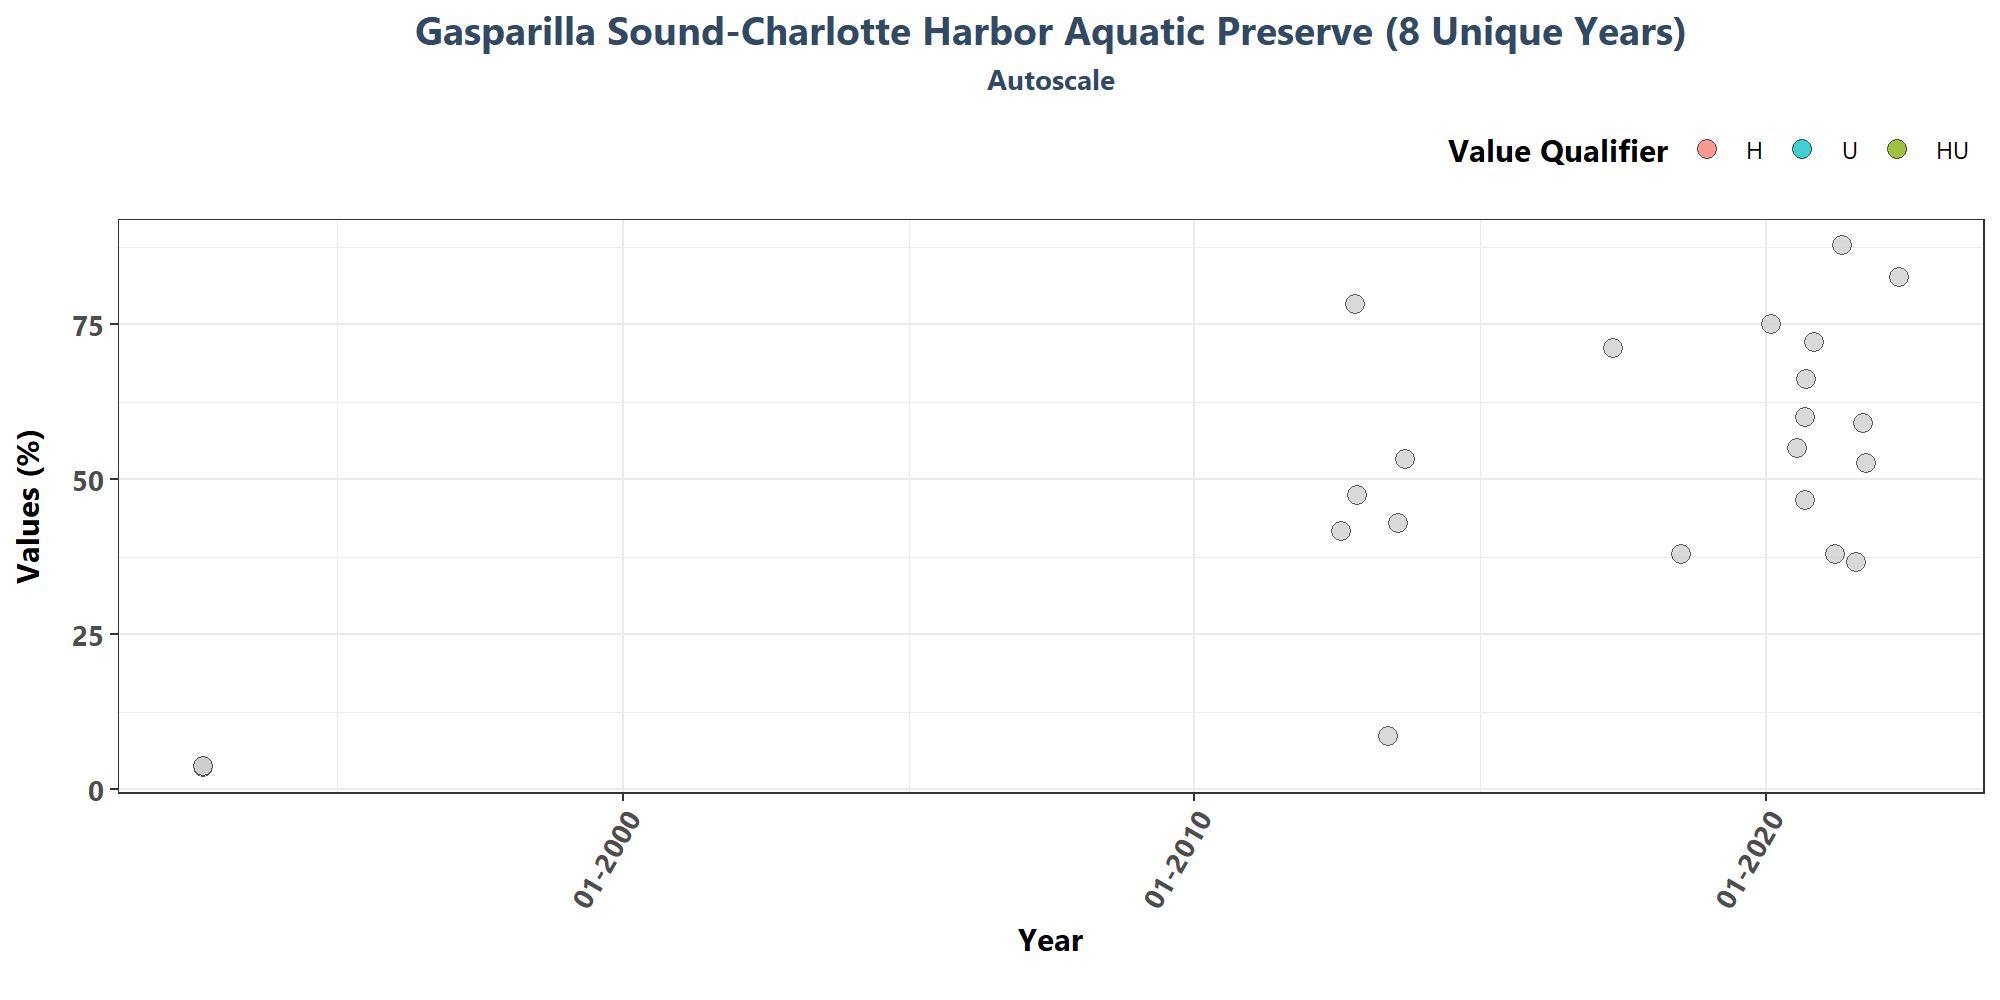 Gasparilla Sound-Charlotte Harbor Aquatic Preserve (8 Unique Years)
Autoscale
Value Qualifier H U HU
Values (%)
75
50
25
0
01-2000
01-2010
01-2020
Year